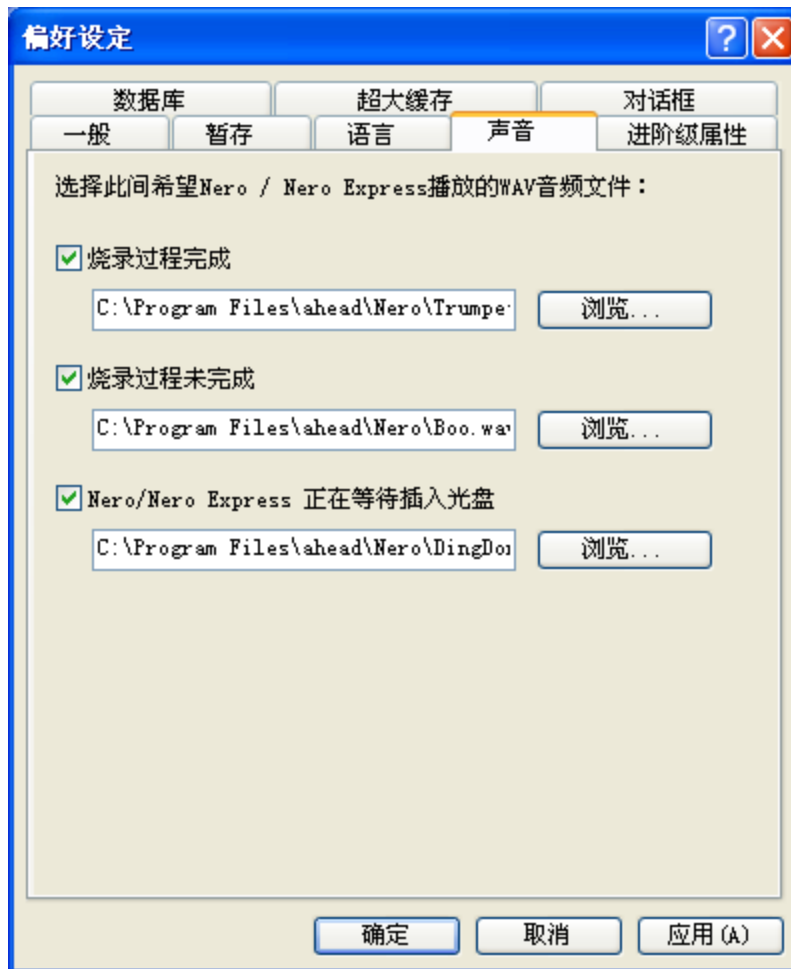 偏好设定
数据库 超大缓存 对话框
一般 暂存 语言 声音 进阶级属性
选择此间希望Nero / Nero Express播放的WAV音频文件：
烧录过程完成
C:\Program Files\ahead\Nero\Trumpe 浏览...
烧录过程未完成
C:\Program Files\ahead\Nero\Boo.wav 浏览...
Nero/Nero Express 正在等待插入光盘
C:\Program Files\ahead\Nero\DingDon 浏览...
确定 取消 应用(A)